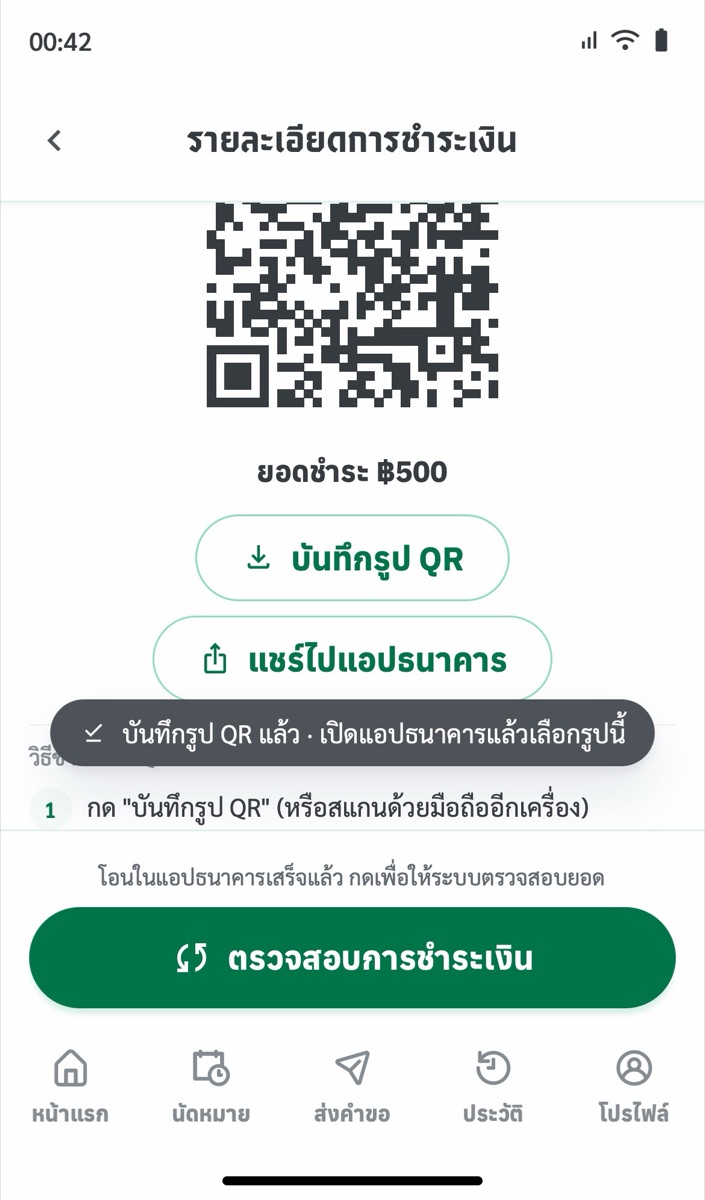 00:42
รายละเอียดการชำระเงิน
ยอดชำระ ฿500
บันทึกรูป QR
แชร์ไปแอปธนาคาร
บันทึกรูป QR แล้ว · เปิดแอปธนาคารแล้วเลือกรูปนี้
1 กด "บันทึกรูป QR" (หรือสแกนด้วยมือถืออีกเครื่อง)
โอนในแอปธนาคารเสร็จแล้ว กดเพื่อให้ระบบตรวจสอบยอด
ตรวจสอบการชำระเงิน
หน้าแรก นัดหมาย ส่งคำขอ ประวัติ โปรไฟล์